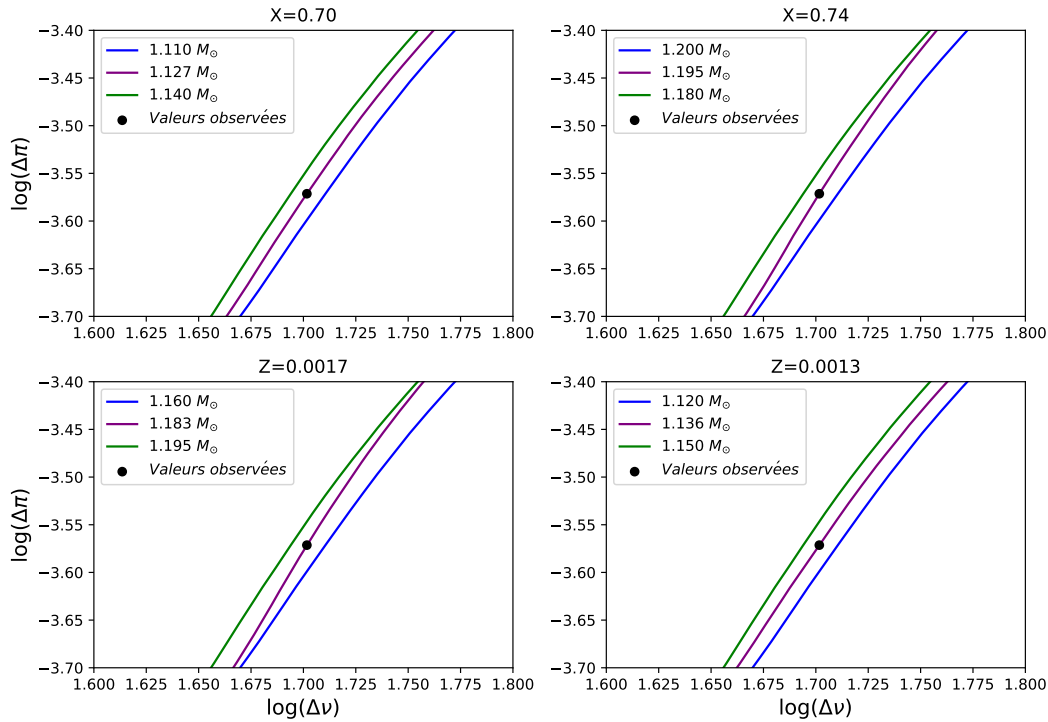 X=0.70
−3.40
−3.45
−3.50
−3.55
−3.60
−3.65
−3.70
log(Δπ)
1.110 M☉
1.127 M☉
1.140 M☉
Valeurs observées
1.600 1.625 1.650 1.675 1.700 1.725 1.750 1.775 1.800
X=0.74
−3.40
−3.45
−3.50
−3.55
−3.60
−3.65
−3.70
1.200 M☉
1.195 M☉
1.180 M☉
Valeurs observées
1.600 1.625 1.650 1.675 1.700 1.725 1.750 1.775 1.800
Z=0.0017
−3.40
−3.45
−3.50
−3.55
−3.60
−3.65
−3.70
log(Δπ)
1.160 M☉
1.183 M☉
1.195 M☉
Valeurs observées
1.600 1.625 1.650 1.675 1.700 1.725 1.750 1.775 1.800
log(Δν)
Z=0.0013
−3.40
−3.45
−3.50
−3.55
−3.60
−3.65
−3.70
1.120 M☉
1.136 M☉
1.150 M☉
Valeurs observées
1.600 1.625 1.650 1.675 1.700 1.725 1.750 1.775 1.800
log(Δν)